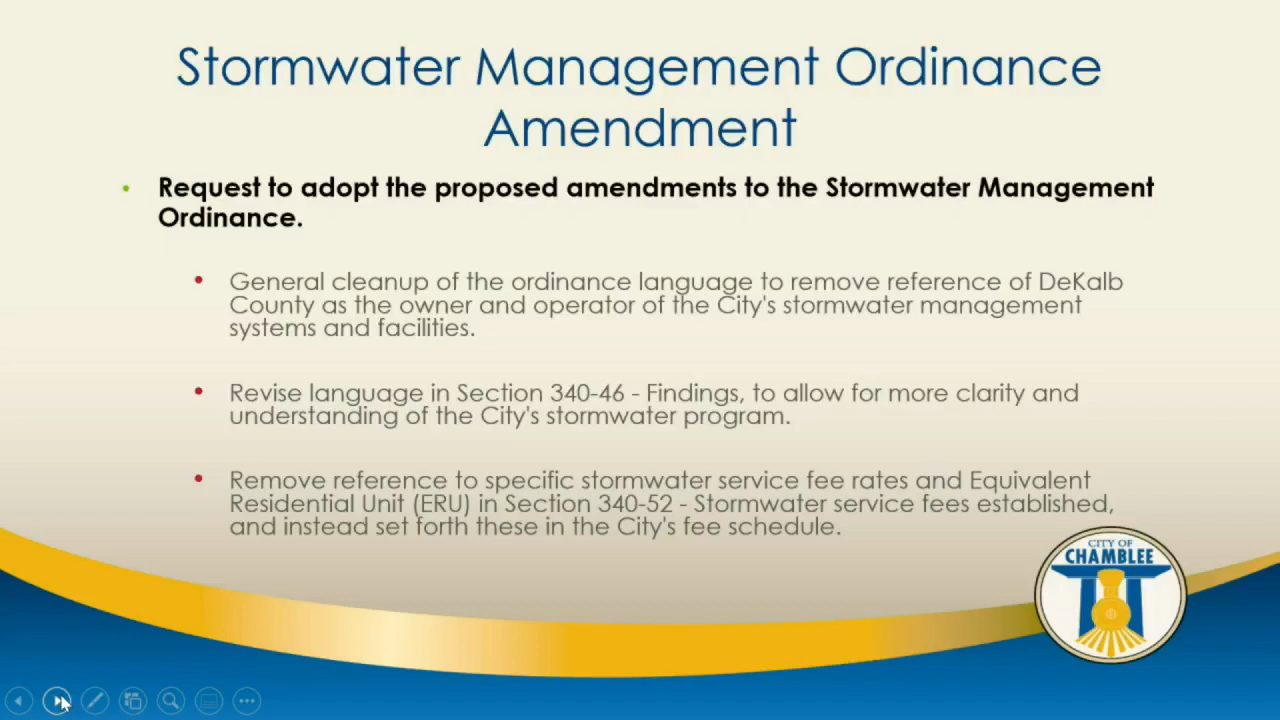 Stormwater Management Ordinance
Amendment
• Request to adopt the proposed amendments to the Stormwater Management
Ordinance.
• General cleanup of the ordinance language to remove reference of DeKalb
County as the owner and operator of the City's stormwater management
systems and facilities.
• Revise language in Section 340-46 - Findings, to allow for more clarity and
understanding of the City's stormwater program.
• Remove reference to specific stormwater service fee rates and Equivalent
Residential Unit (ERU) in Section 340-52 - Stormwater service fees established,
and instead set forth these in the City's fee schedule.
CITY OF
CHAMBLEE